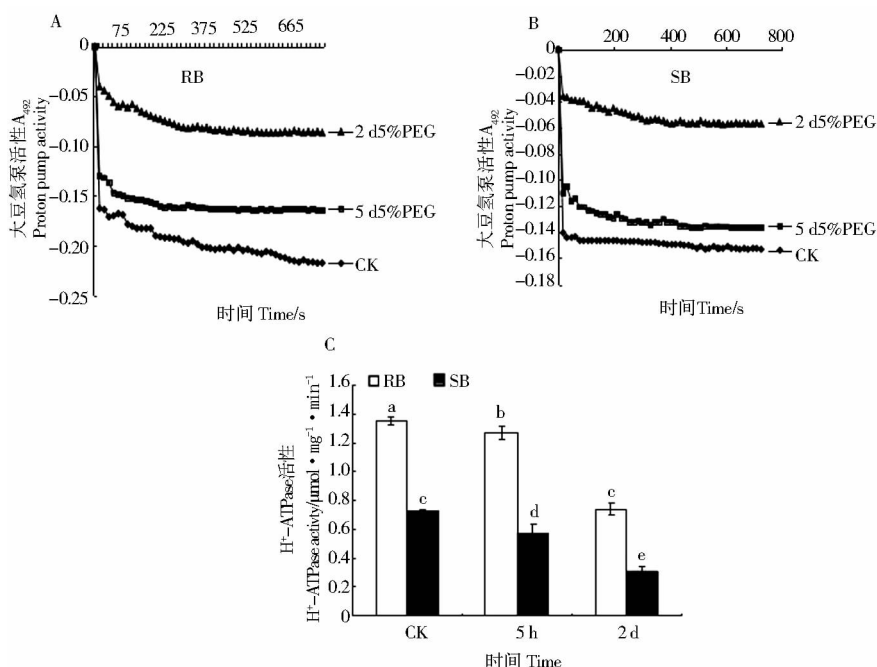 A
75 225 375 525 665
0
-0.05
-0.10
-0.15
-0.20
-0.25
大豆氢泵活性A492
Proton pump activity
RB
2 d5%PEG
5 d5%PEG
CK
时间 Time/s
B
200 400 600 800
0
-0.02
-0.04
-0.06
-0.08
-0.10
-0.12
-0.14
-0.16
-0.18
大豆氢泵活性A492
Proton pump activity
SB
2 d5%PEG
5 d5%PEG
CK
时间 Time/s
C
RB SB
1.6
1.4
1.2
1.0
0.8
0.6
0.4
0.2
0
H⁺-ATPase活性
H⁺-ATPase activty/μmol·mg⁻¹·min⁻¹
a
c
b
d
c
e
CK 5 h 2 d
时间 Time